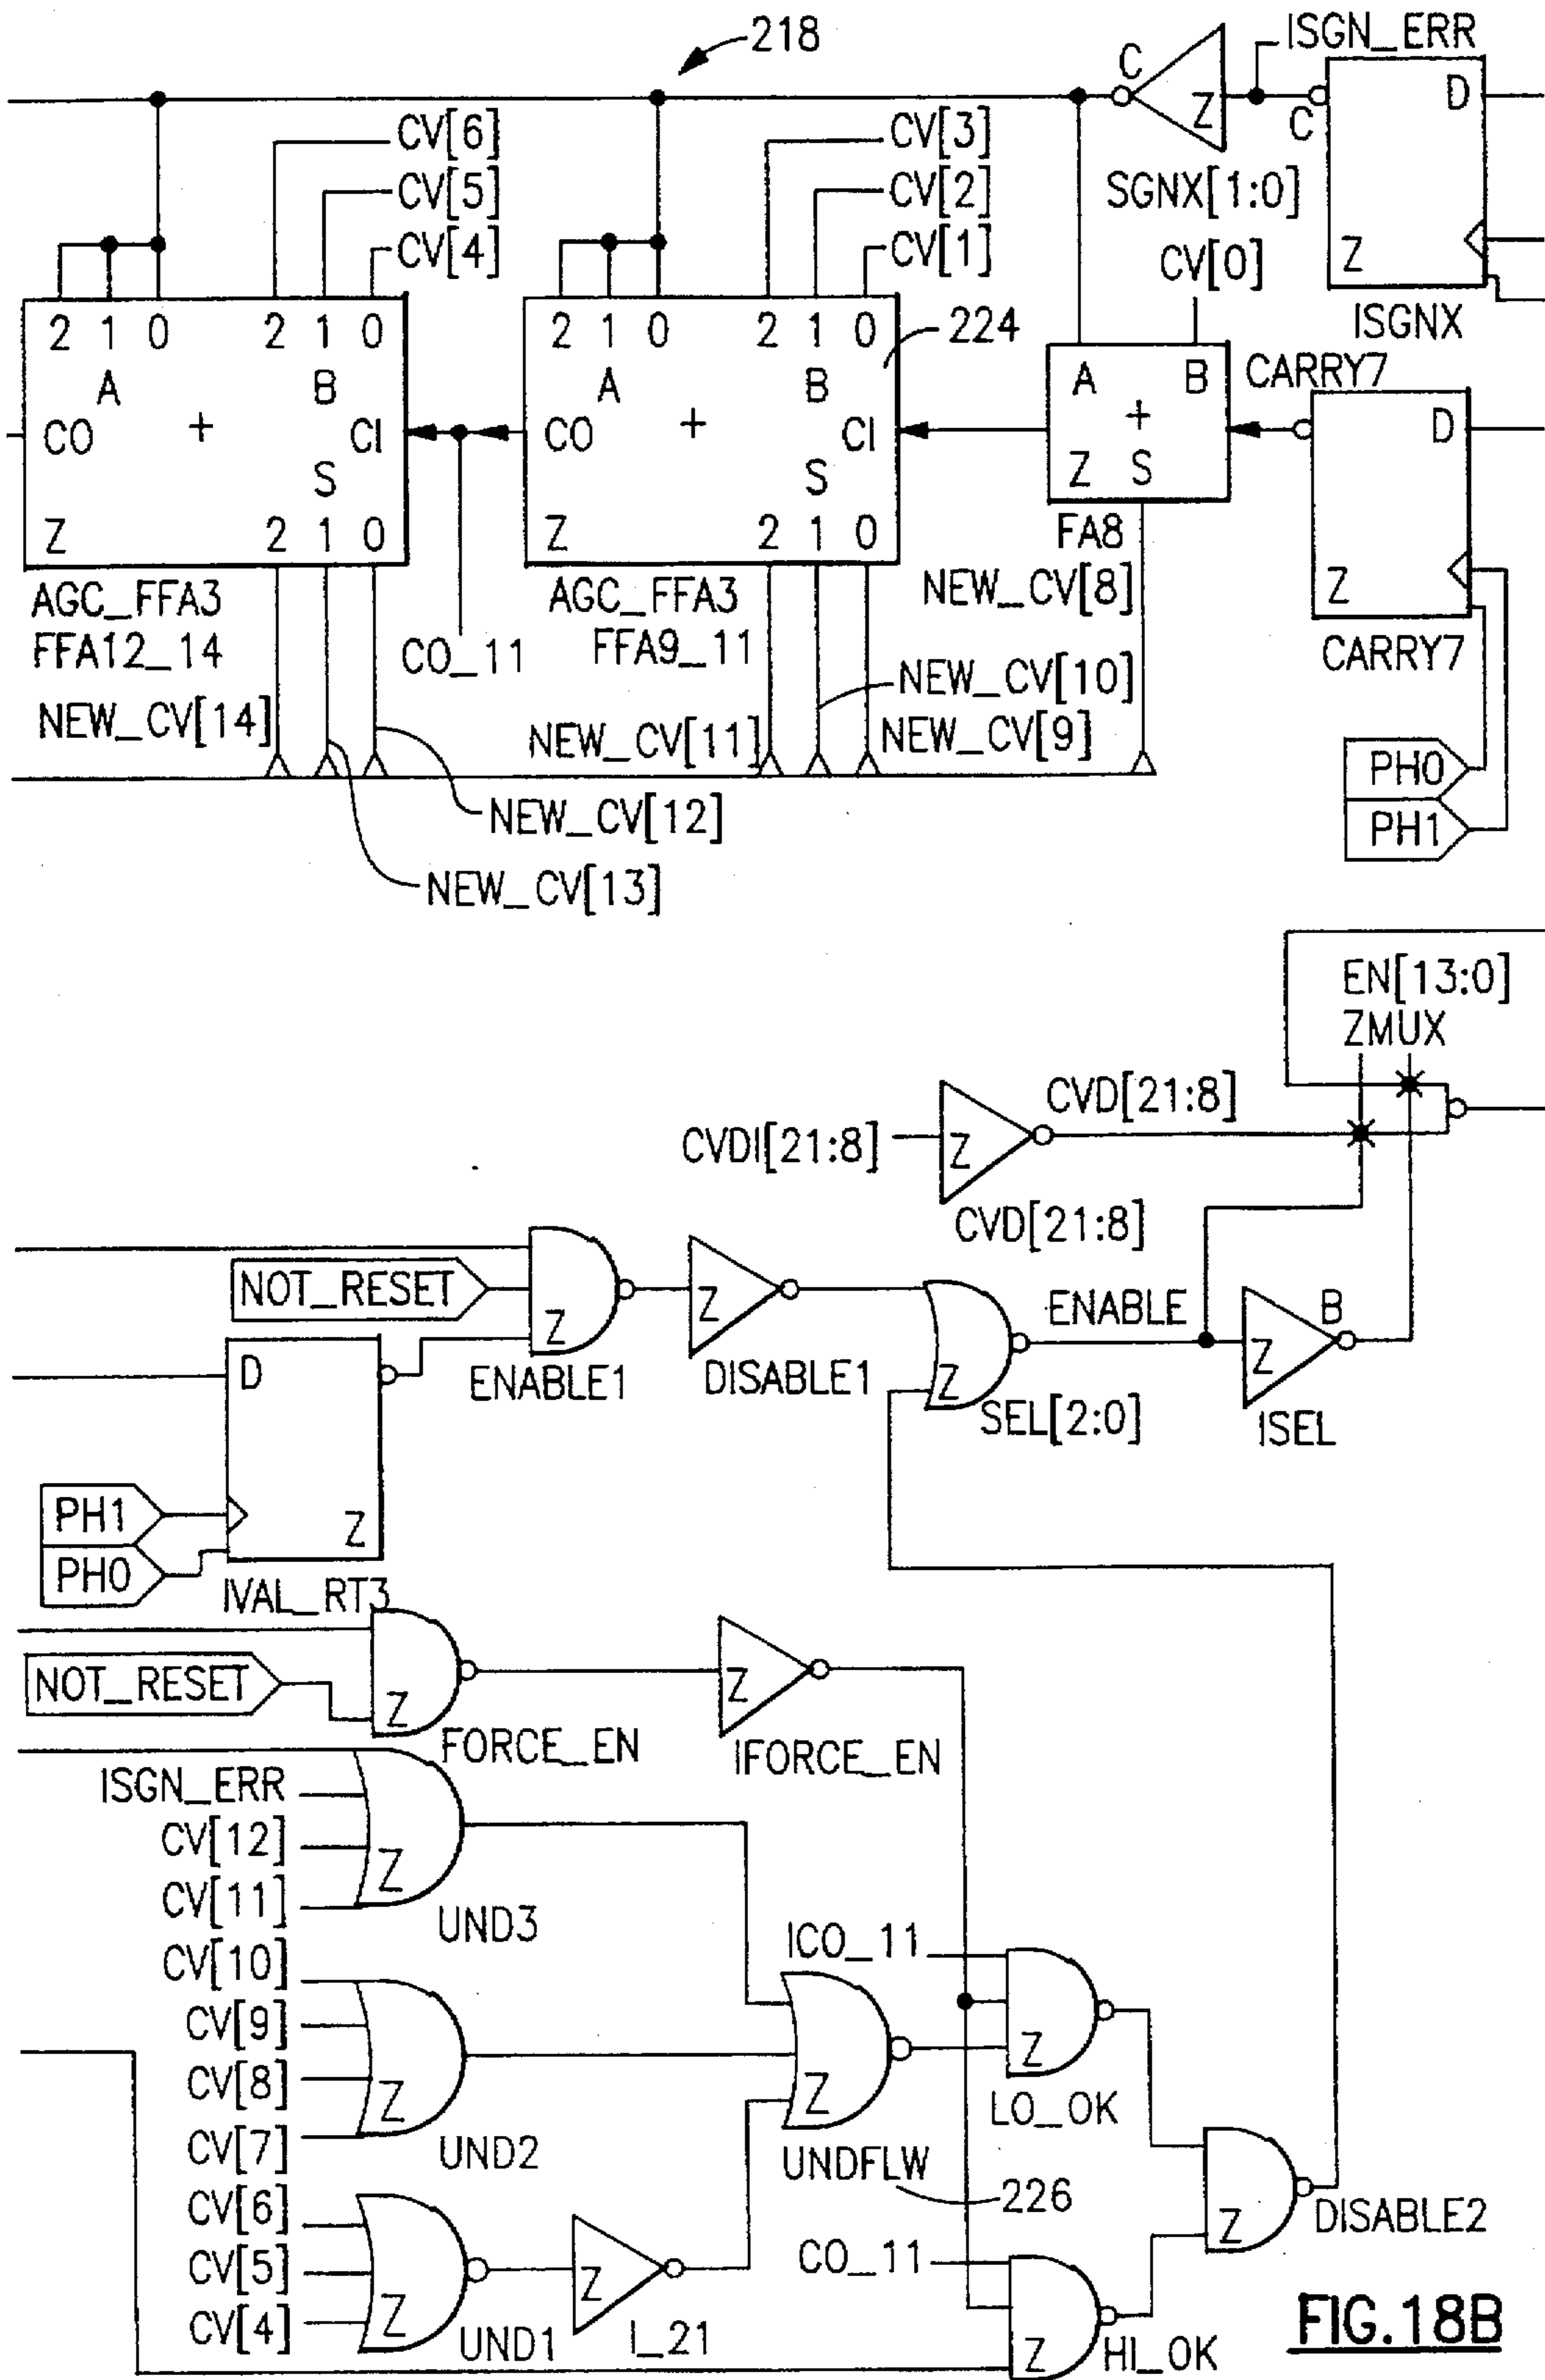 218
ISGN_ERR
C
Z
C
D
Z
ISGNX
SGNX[1:0]
CV[0]
CV[6]
CV[5]
CV[4]
CV[3]
CV[2]
CV[1]
2 1 0 2 1 0
A B
CO + CI
S
Z 2 1 0
AGC_FFA3
FFA12_14
2 1 0 2 1 0
224
A B
CO + CI
S
Z 2 1 0
AGC_FFA3
FFA9_11
A B
+
Z S
FA8
CARRY7
D
Z
CARRY7
CO_11
NEW_CV[8]
NEW_CV[10]
NEW_CV[14]
NEW_CV[11]
NEW_CV[9]
NEW_CV[12]
NEW_CV[13]
PH0
PH1
EN[13:0]
ZMUX
CVDI[21:8]
Z
CVD[21:8]
CVD[21:8]
NOT_RESET
Z
ENABLE1
Z
DISABLE1
Z
SEL[2:0]
ENABLE
Z
B
ISEL
D
Z
PH1
PH0
IVAL_RT3
NOT_RESET
Z
FORCE_EN
Z
IFORCE_EN
ISGN_ERR
CV[12]
CV[11]
Z
UND3
CV[10]
CV[9]
CV[8]
CV[7]
Z
UND2
CV[6]
CV[5]
CV[4]
Z
UND1
Z
I_21
Z
UNDFLW
226
ICO_11
Z
LO_OK
CO_11
Z
HI_OK
Z
DISABLE2
FIG.18B